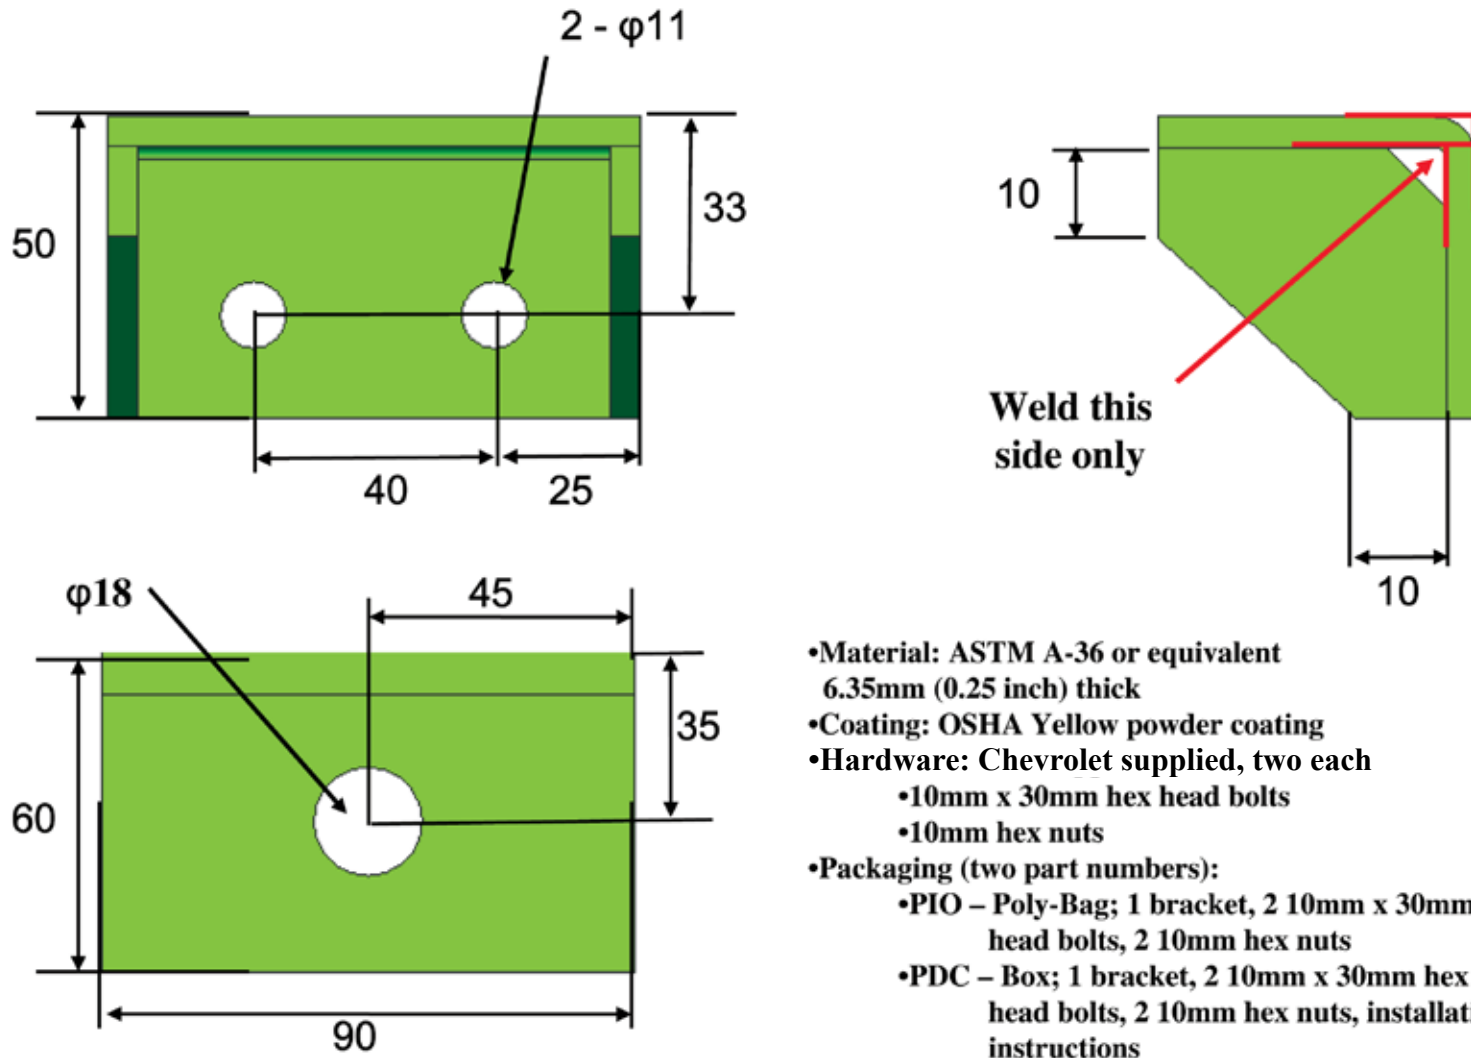 2 - φ11
50
33
40
25
10
Weld this
side only
10
φ18
45
35
60
90
•Material: ASTM A-36 or equivalent
6.35mm (0.25 inch) thick
•Coating: OSHA Yellow powder coating
•Hardware: Chevrolet supplied, two each
•10mm x 30mm hex head bolts
•10mm hex nuts
•Packaging (two part numbers):
•PIO – Poly-Bag; 1 bracket, 2 10mm x 30mm
head bolts, 2 10mm hex nuts
•PDC – Box; 1 bracket, 2 10mm x 30mm hex
head bolts, 2 10mm hex nuts, installati
instructions